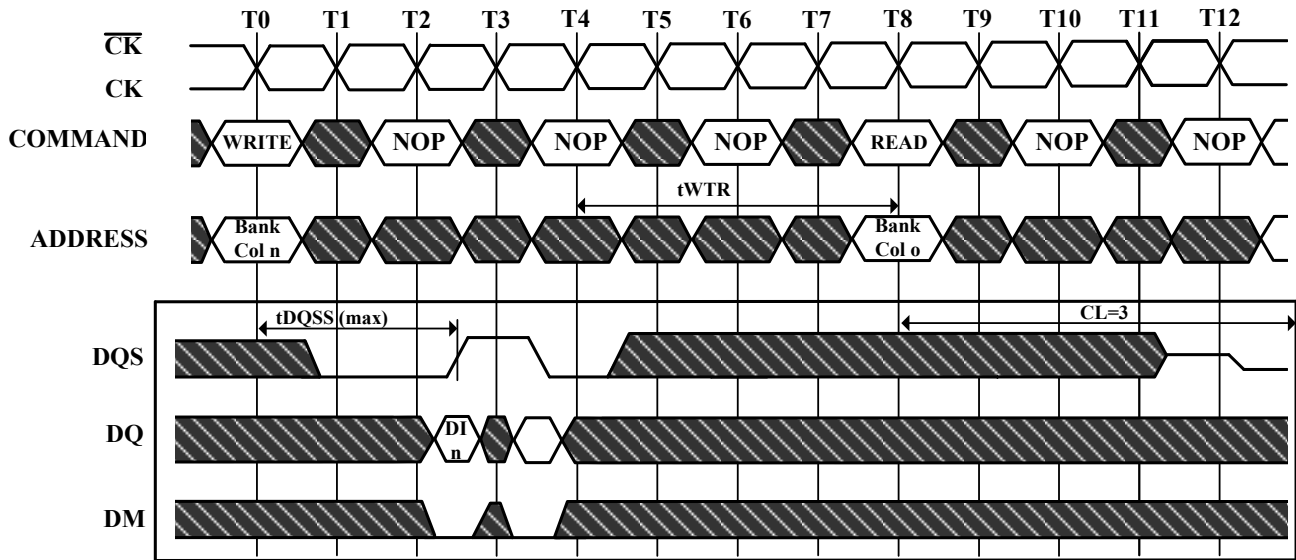 T0 T1 T2 T3 T4 T5 T6 T7 T8 T9 T10 T11 T12
CK
CK
COMMAND
WRITE NOP NOP NOP READ NOP NOP
tWTR
ADDRESS
Bank
Col n
Bank
Col o
tDQSS (max)
CL=3
DQS
DQ
DI
n
DM